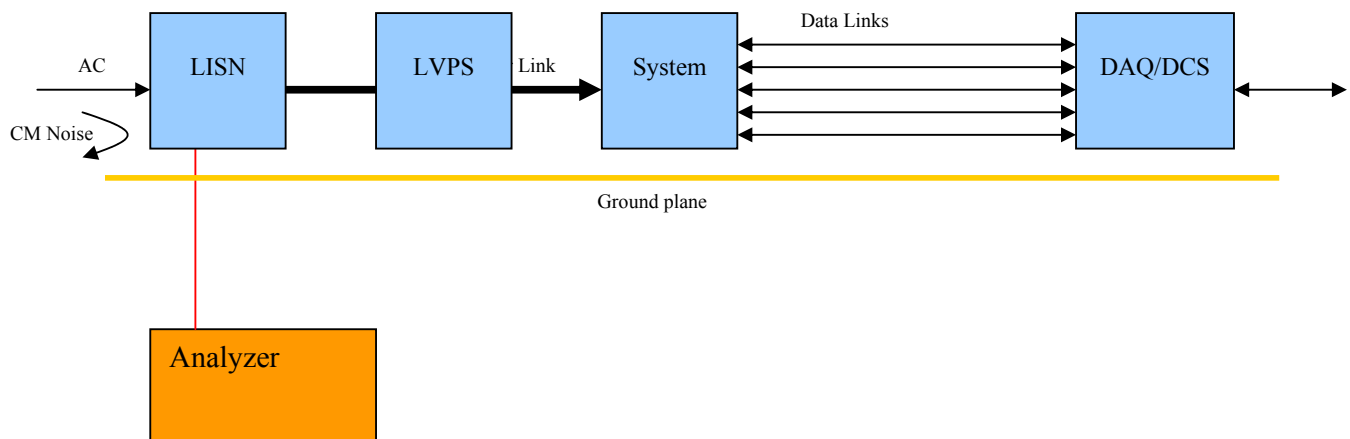 Data Links
AC
LISN
LVPS
Link
System
DAQ/DCS
CM Noise
Ground plane
Analyzer